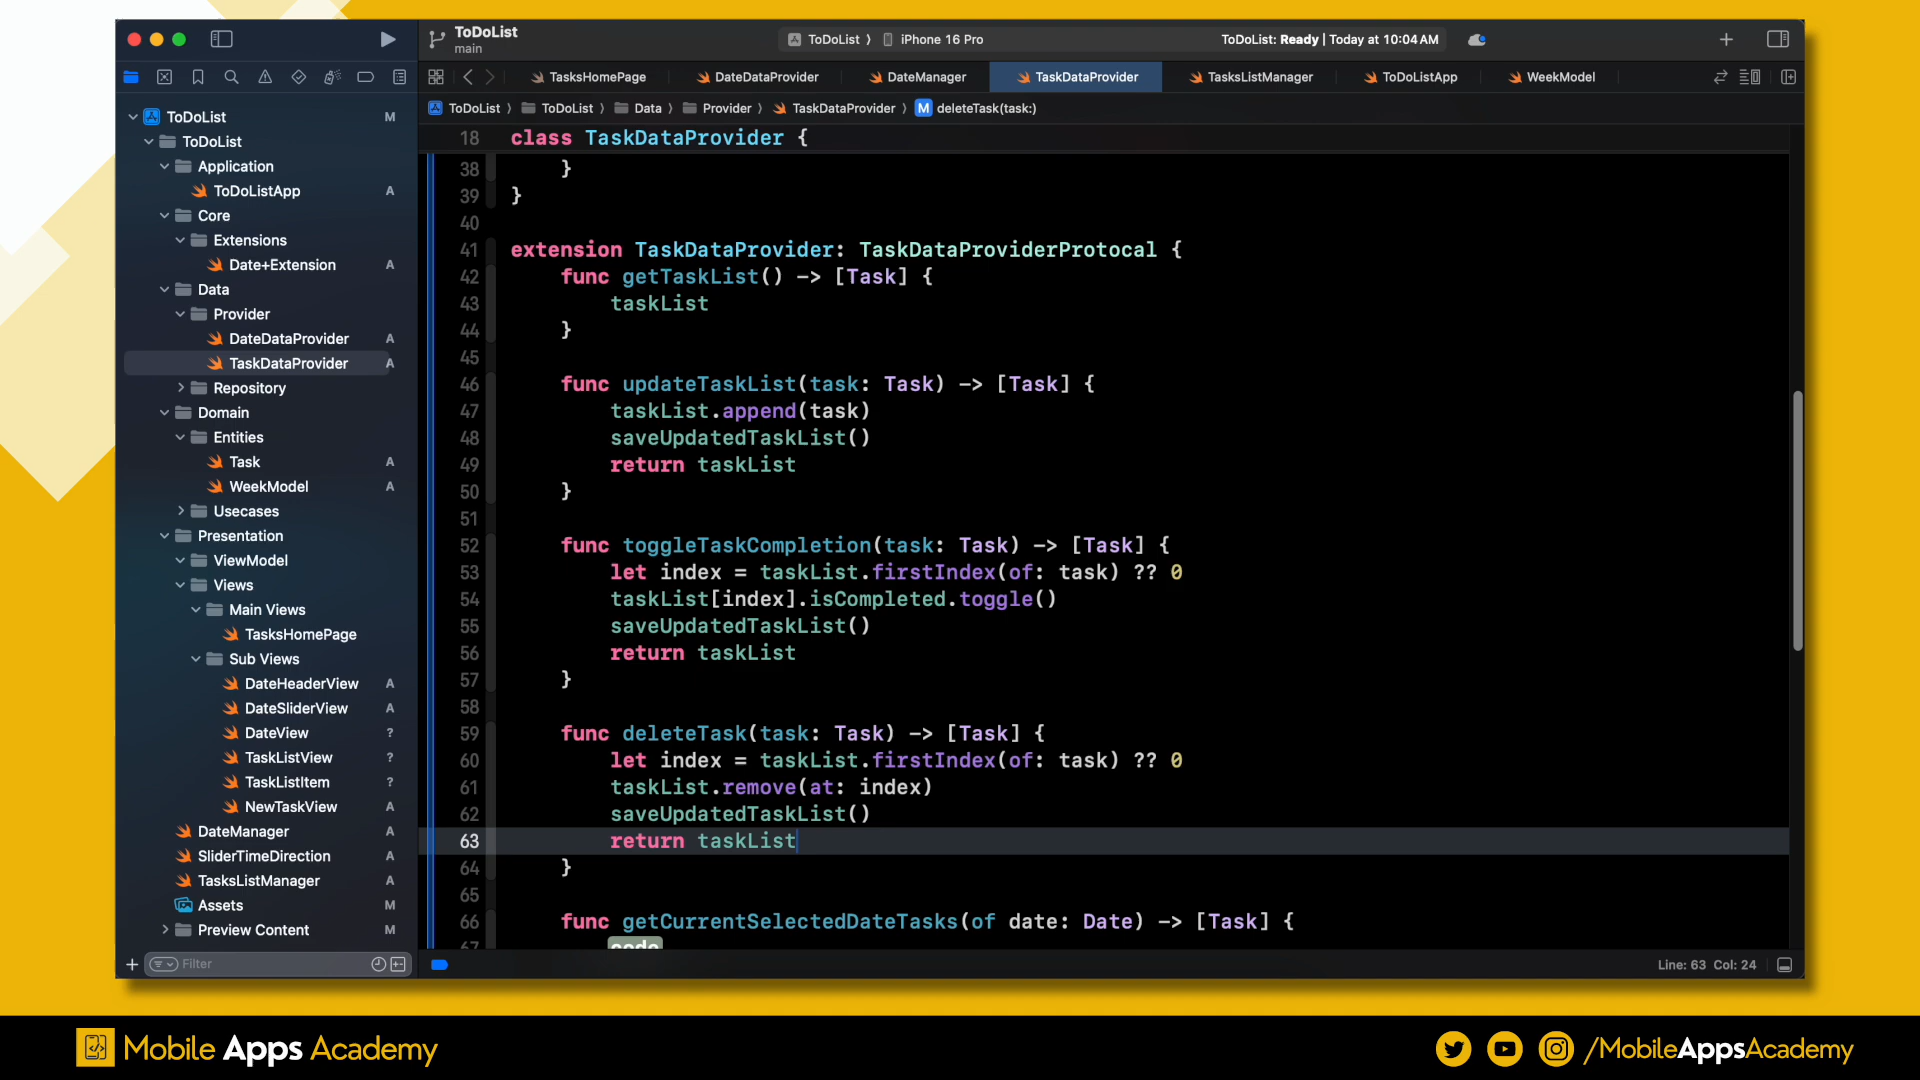 ToDoList
main
ToDoList 〉 iPhone 16 Pro
ToDoList: Ready | Today at 10:04 AM
TasksHomePage
DateDataProvider
DateManager
TaskDataProvider
TasksListManager
ToDoListApp
WeekModel
ToDoList 〉 ToDoList 〉 Data 〉 Provider 〉 TaskDataProvider 〉 M deleteTask(task:)
ToDoList M
ToDoList
Application
ToDoListApp A
Core
Extensions
Date+Extension A
Data
Provider
DateDataProvider A
TaskDataProvider A
Repository
Domain
Entities
Task A
WeekModel A
Usecases
Presentation
ViewModel
Views
Main Views
TasksHomePage
Sub Views
DateHeaderView A
DateSliderView A
DateView ?
TaskListView ?
TaskListItem ?
NewTaskView A
DateManager A
SliderTimeDirection A
TasksListManager A
Assets M
Preview Content M
Filter
18 class TaskDataProvider {
38 }
39 }
40
41 extension TaskDataProvider: TaskDataProviderProtocal {
42 func getTaskList() -> [Task] {
43 taskList
44 }
45
46 func updateTaskList(task: Task) -> [Task] {
47 taskList.append(task)
48 saveUpdatedTaskList()
49 return taskList
50 }
51
52 func toggleTaskCompletion(task: Task) -> [Task] {
53 let index = taskList.firstIndex(of: task) ?? 0
54 taskList[index].isCompleted.toggle()
55 saveUpdatedTaskList()
56 return taskList
57 }
58
59 func deleteTask(task: Task) -> [Task] {
60 let index = taskList.firstIndex(of: task) ?? 0
61 taskList.remove(at: index)
62 saveUpdatedTaskList()
63 return taskList
64 }
65
66 func getCurrentSelectedDateTasks(of date: Date) -> [Task] {
67 code
Line: 63 Col: 24
Mobile Apps Academy
/MobileAppsAcademy